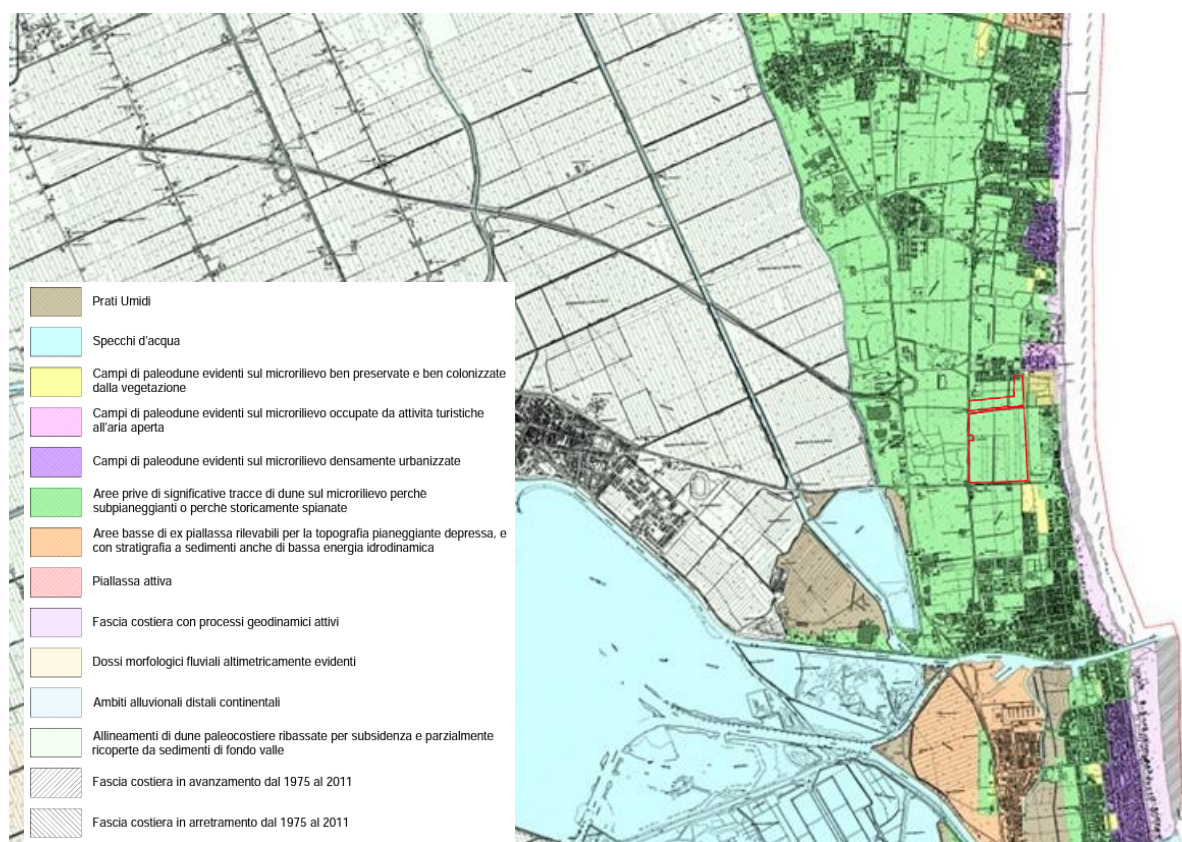 Prati Umidi
Specchi d'acqua
Campi di paleodune evidenti sul microrilievo ben preservate e ben colonizzate
dalla vegetazione
Campi di paleodune evidenti sul microrilievo occupate da attività turistiche
all'aria aperta
Campi di paleodune evidenti sul microrilievo densamente urbanizzate
Aree prive di significative tracce di dune sul microrilievo perchè
subpianeggianti o perchè storicamente spianate
Aree basse di ex piallassa rilevabili per la topografia pianeggiante depressa, e
con stratigrafia a sedimenti anche di bassa energia idrodinamica
Piallassa attiva
Fascia costiera con processi geodinamici attivi
Dossi morfologici fluviali altimetricamente evidenti
Ambiti alluvionali distali continentali
Allineamenti di dune paleocostiere ribassate per subsidenza e parzialmente
ricoperte da sedimenti di fondo valle
Fascia costiera in avanzamento dal 1975 al 2011
Fascia costiera in arretramento dal 1975 al 2011